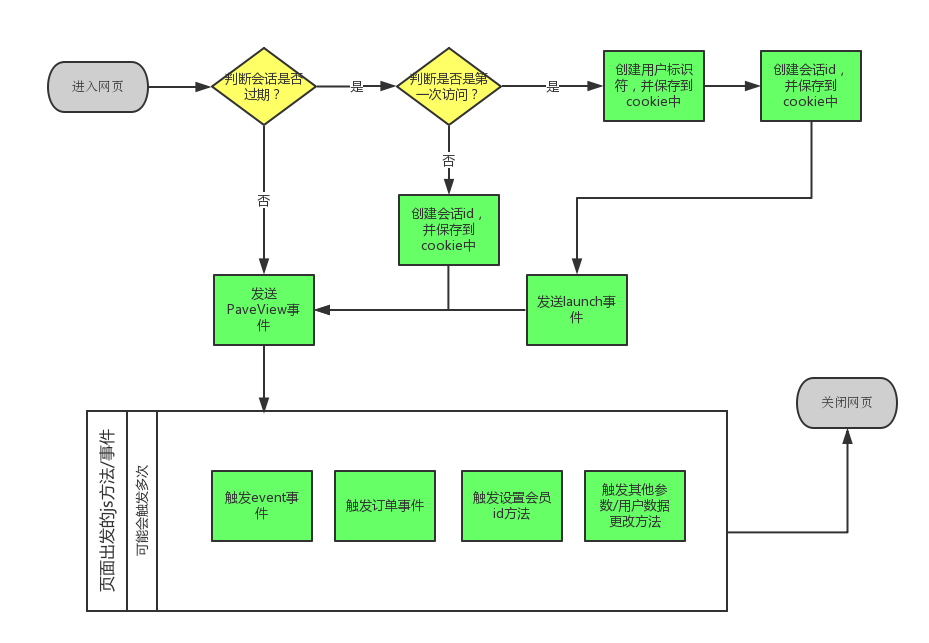 进入网页
判断会话是否
过期？
是
判断是否是第
一次访问？
是
创建用户标识
符，并保存到
cookie中
创建会话id，
并保存到
cookie中
否
否
创建会话id，
并保存到
cookie中
发送
PaveView事
件
发送launch事
件
关闭网页
页面出发的js方法/事件
可能会触发多次
触发event事
件
触发订单事件
触发设置会员
id方法
触发其他参
数/用户数据
更改方法